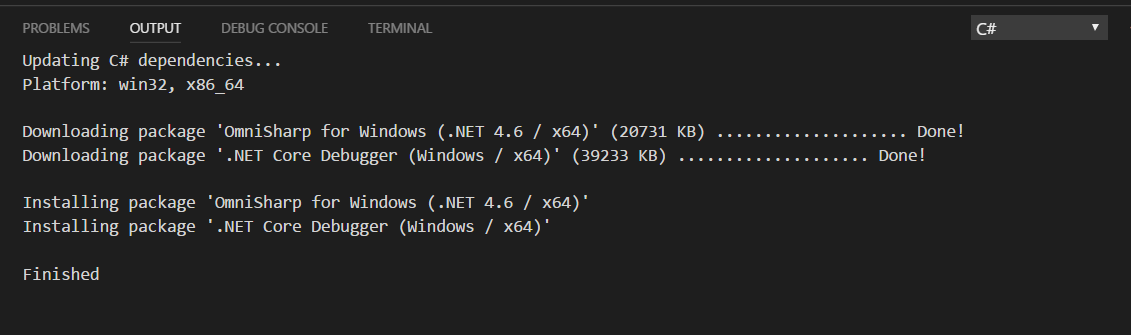 PROBLEMS OUTPUT DEBUG CONSOLE TERMINAL C#
Updating C# dependencies...
Platform: win32, x86_64
Downloading package 'OmniSharp for Windows (.NET 4.6 / x64)' (20731 KB) .................... Done!
Downloading package '.NET Core Debugger (Windows / x64)' (39233 KB) .................... Done!
Installing package 'OmniSharp for Windows (.NET 4.6 / x64)'
Installing package '.NET Core Debugger (Windows / x64)'
Finished